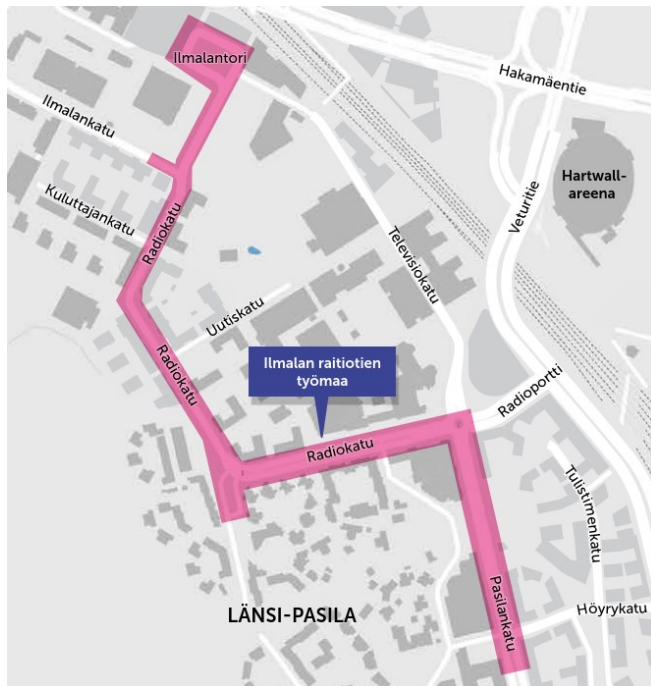 Ilmalantori
Hakamäentie
Ilmalankatu
Hartwall-
areena
Kuluttajankatu
Veturitie
Radiokatu
Televisiokatu
Uutiskatu
Radiokatu
Ilmalan raitiotien
työmaa
Radioportti
Radiokatu
Tulistimenkatu
Pasilankatu
Höyrykatu
LÄNSI-PASILA